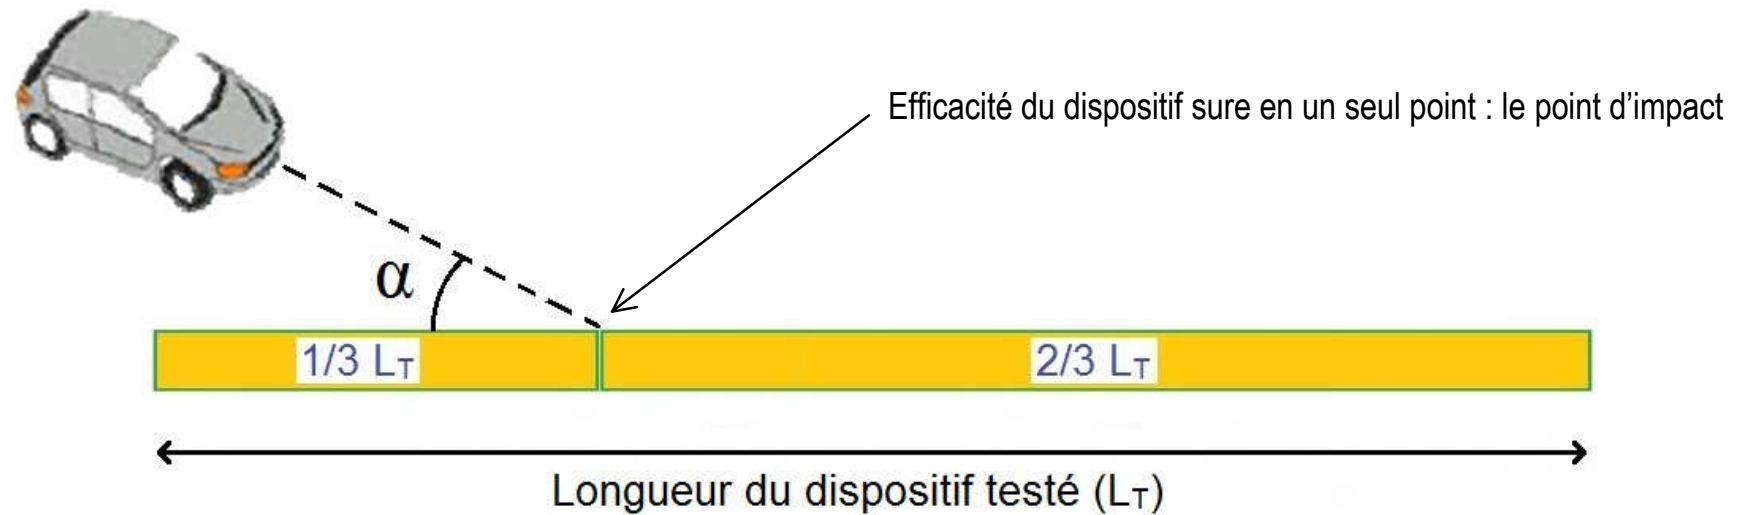 Efficacité du dispositif sure en un seul point : le point d’impact
α
1/3 LT
2/3 LT
Longueur du dispositif testé (LT)